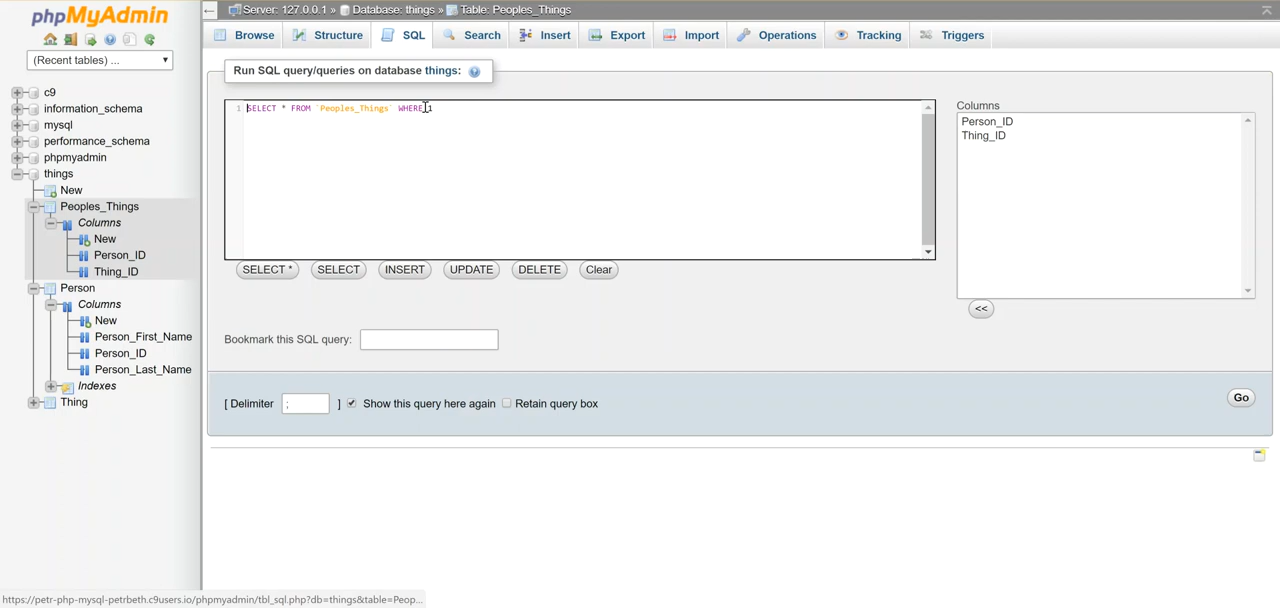 phpMyAdmin
(Recent tables) ...
c9
information_schema
mysql
performance_schema
phpmyadmin
things
New
Peoples_Things
Columns
New
Person_ID
Thing_ID
Person
Columns
New
Person_First_Name
Person_ID
Person_Last_Name
Indexes
Thing
Server: 127.0.0.1 » Database: things » Table: Peoples_Things
Browse Structure SQL Search Insert Export Import Operations Tracking Triggers
Run SQL query/queries on database things:
1 SELECT * FROM `Peoples_Things` WHERE 1
Columns
Person_ID
Thing_ID
SELECT * SELECT INSERT UPDATE DELETE Clear
<<
Bookmark this SQL query:
[ Delimiter ; ] Show this query here again Retain query box
Go
https://petr-php-mysql-petrbeth.c9users.io/phpmyadmin/tbl_sql.php?db=things&table=Peop...